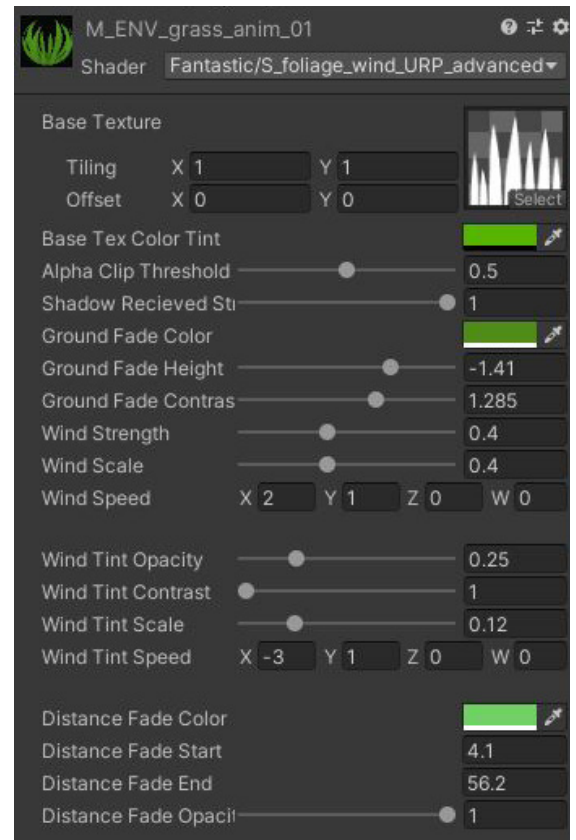 M_ENV_grass_anim_01
Shader Fantastic/S_foliage_wind_URP_advanced
Base Texture
Tiling X 1 Y 1
Offset X 0 Y 0
Select
Base Tex Color Tint
Alpha Clip Threshold 0.5
Shadow Recieved Str 1
Ground Fade Color
Ground Fade Height -1.41
Ground Fade Contras 1.285
Wind Strength 0.4
Wind Scale 0.4
Wind Speed X 2 Y 1 Z 0 W 0
Wind Tint Opacity 0.25
Wind Tint Contrast 1
Wind Tint Scale 0.12
Wind Tint Speed X -3 Y 1 Z 0 W 0
Distance Fade Color
Distance Fade Start 4.1
Distance Fade End 56.2
Distance Fade Opacit 1